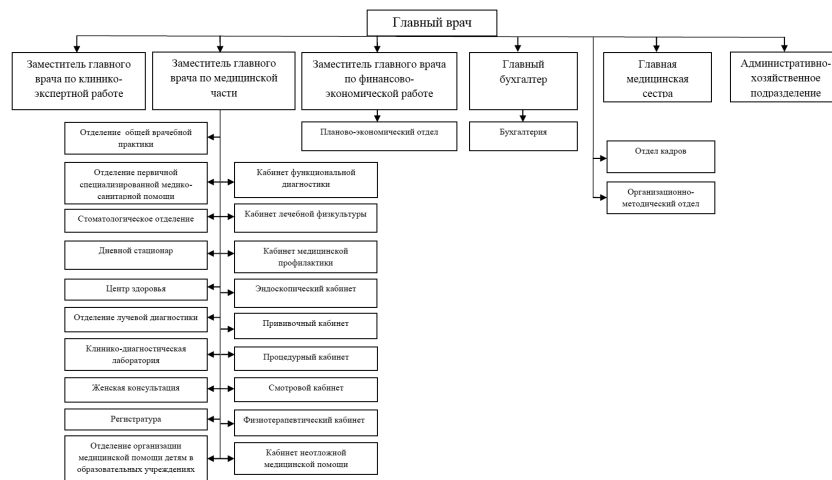 Главный врач
Заместитель главного
врача по клинико-
экспертной работе
Заместитель главного
врача по медицинской
части
Заместитель главного врача
по финансово-
экономической работе
Главный
бухгалтер
Главная
медицинская
сестра
Административно-
хозяйственное
подразделение
Отделение общей врачебной
практики
Планово-экономический отдел
Бухгалтерия
Отдел кадров
Отделение первичной
специализированной медико-
санитарной помощи
Кабинет функциональной
диагностики
Организационно-
методический отдел
Стоматологическое отделение
Кабинет лечебной физкультуры
Дневной стационар
Кабинет медицинской
профилактики
Центр здоровья
Эндоскопический кабинет
Отделение лучевой диагностики
Прививочный кабинет
Клинико-диагностическая
лаборатория
Процедурный кабинет
Женская консультация
Смотровой кабинет
Регистратура
Физиотерапевтический кабинет
Отделение организации
медицинской помощи детям в
образовательных учреждениях
Кабинет неотложной
медицинской помощи